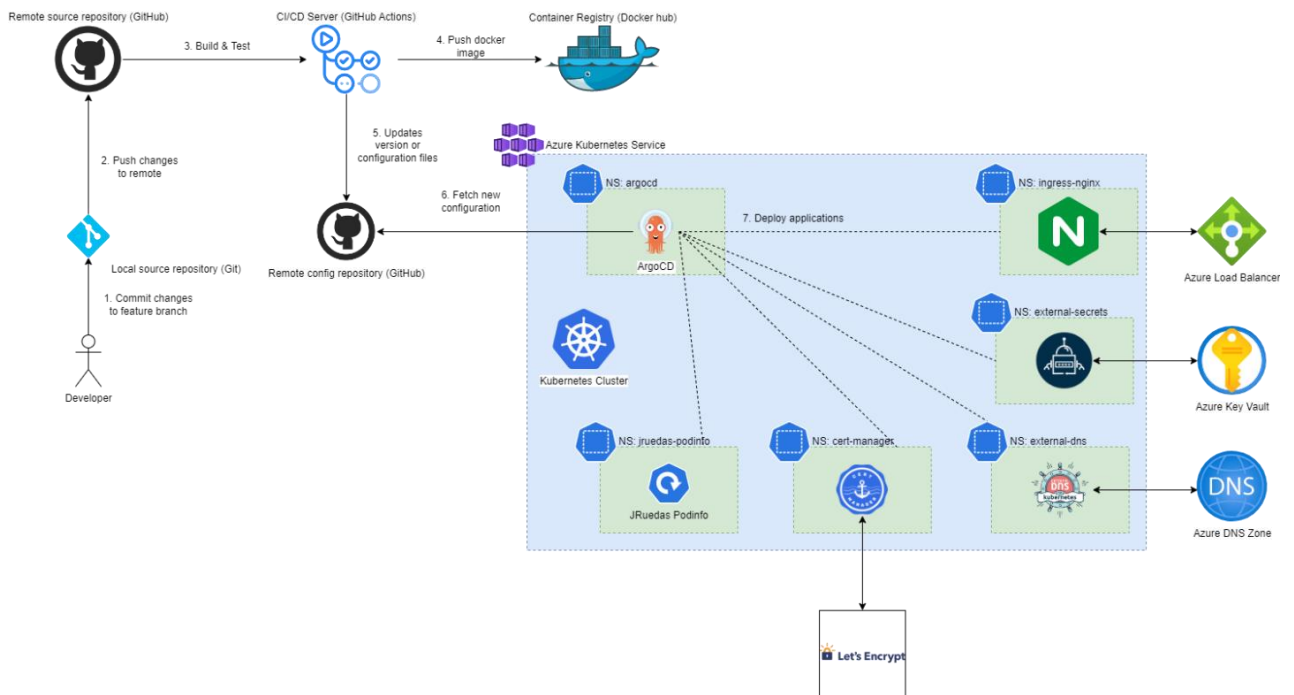 Remote source repository (GitHub)
CI/CD Server (GitHub Actions)
Container Registry (Docker hub)
3. Build & Test
4. Push docker
image
2. Push changes
to remote
5. Updates
version or
configuration files
Azure Kubernetes Service
NS: argocd
NS: ingress-nginx
6. Fetch new
configuration
7. Deploy applications
N
ArgoCD
Local source repository (Git)
Remote config repository (GitHub)
Azure Load Balancer
1. Commit changes
to feature branch
NS: external-secrets
Kubernetes Cluster
Developer
Azure Key Vault
NS: jruedas-podinfo
NS: cert-manager
NS: external-dns
CERT
MANAGER
DNS
kubernetes
DNS
JRuedas Podinfo
Azure DNS Zone
Let's Encrypt